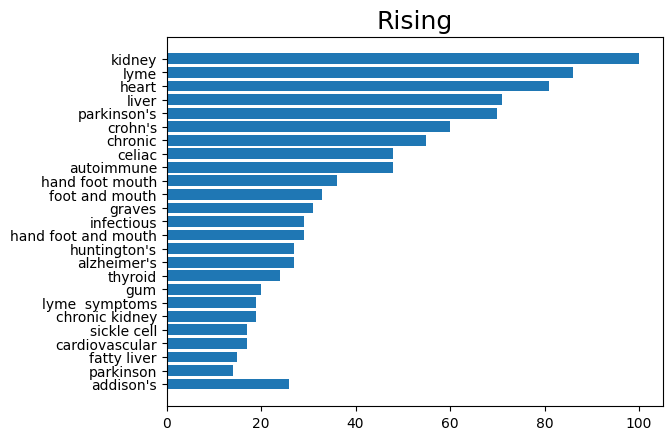 Rising
kidney
lyme
heart
liver
parkinson's
crohn's
chronic
celiac
autoimmune
hand foot mouth
foot and mouth
graves
infectious
hand foot and mouth
huntington's
alzheimer's
thyroid
gum
lyme  symptoms
chronic kidney
sickle cell
cardiovascular
fatty liver
parkinson
addison's
0 20 40 60 80 100